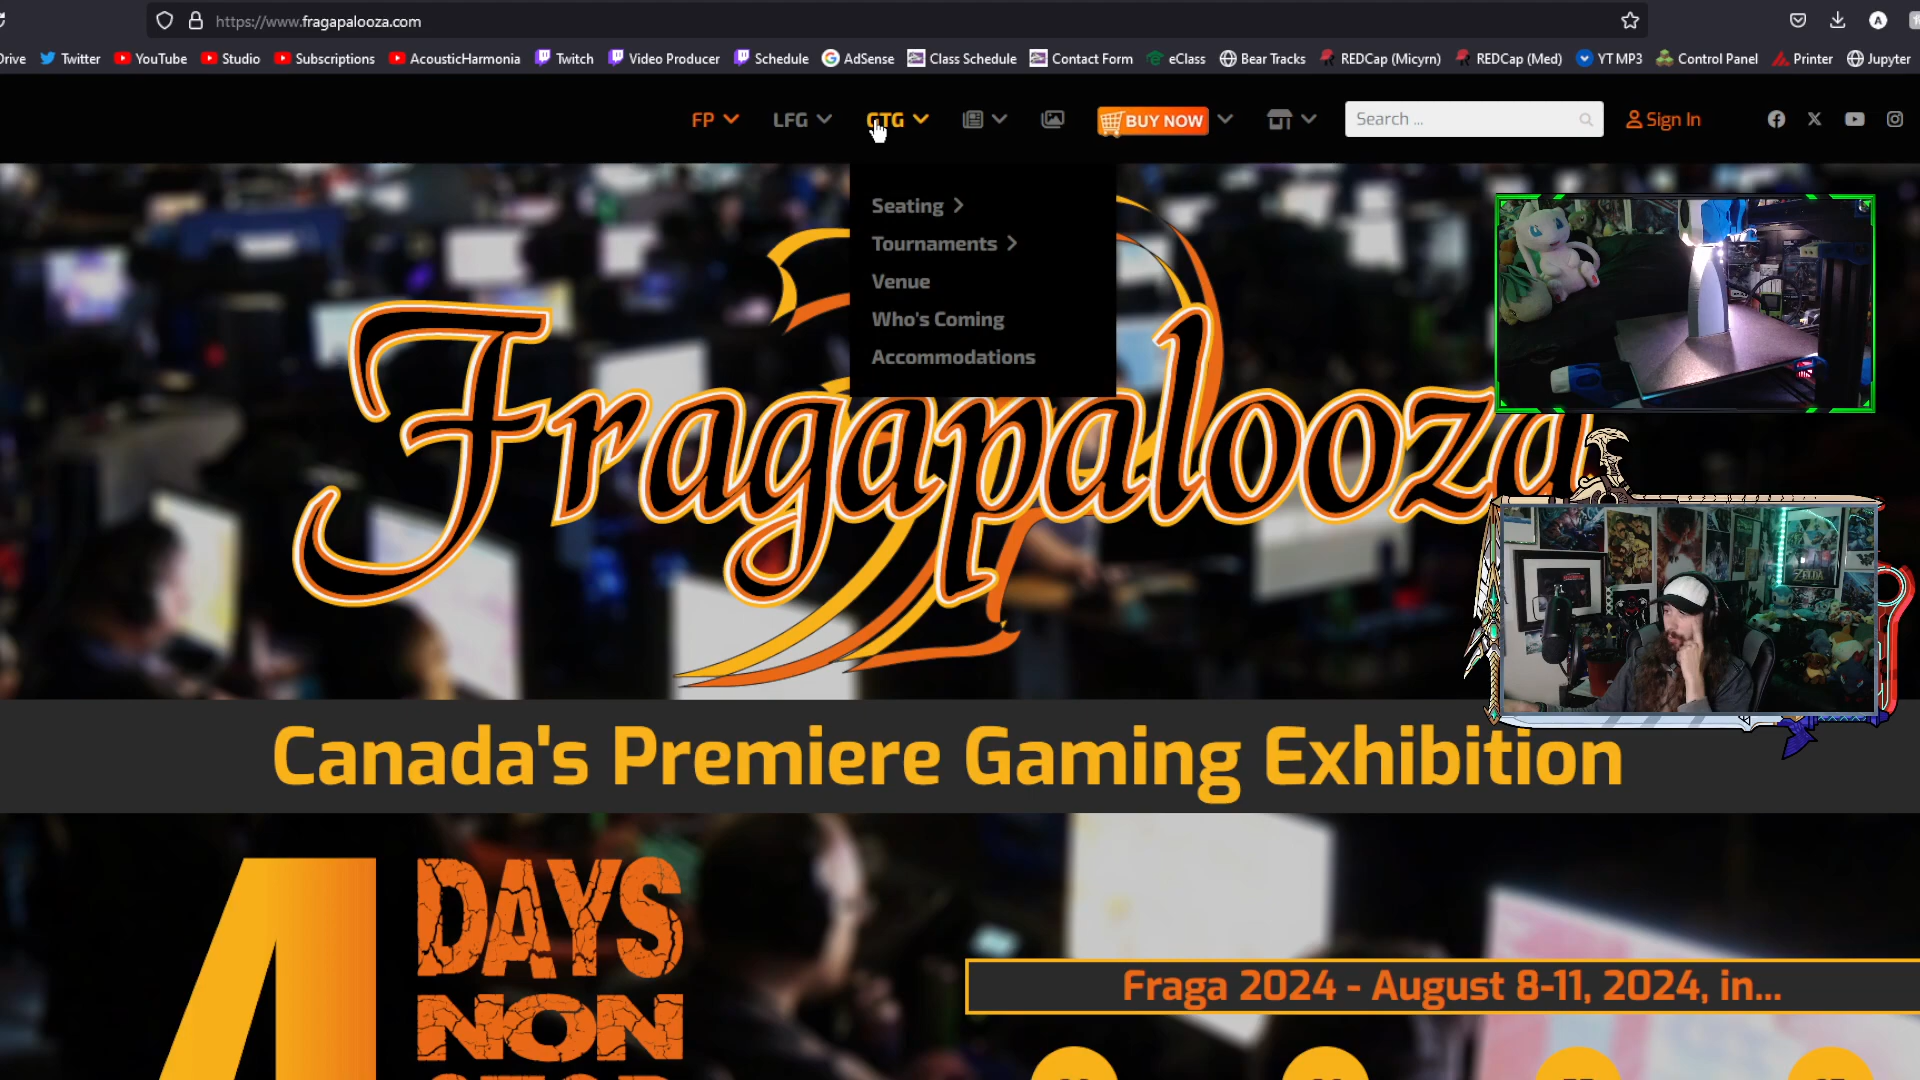 https://www.fragapalooza.com
Drive Twitter YouTube Studio Subscriptions AcousticHarmonia Twitch Video Producer Schedule AdSense Class Schedule Contact Form eClass Bear Tracks REDCap (Micyrn) REDCap (Med) YT MP3 Control Panel Printer Jupyter
FP LFG GTG BUY NOW Search ... Sign In
Seating
Tournaments
Venue
Who's Coming
Accommodations
Fragapalooza
ZELDA
Canada's Premiere Gaming Exhibition
4 DAYS
NON
Fraga 2024 - August 8-11, 2024, in...